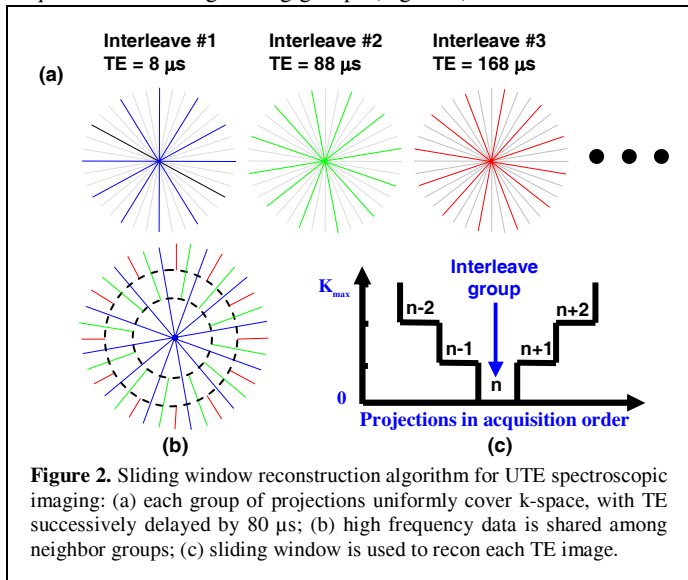 Interleave #1 Interleave #2 Interleave #3
TE = 8 µs TE = 88 µs TE = 168 µs
(a)
Interleave
group
K_max
n-2 n+2
n-1 n+1
n
0
Projections in acquisition order
(b) (c)
Figure 2. Sliding window reconstruction algorithm for UTE spectroscopic
imaging: (a) each group of projections uniformly cover k-space, with TE
successively delayed by 80 µs; (b) high frequency data is shared among
neighbor groups; (c) sliding window is used to recon each TE image.